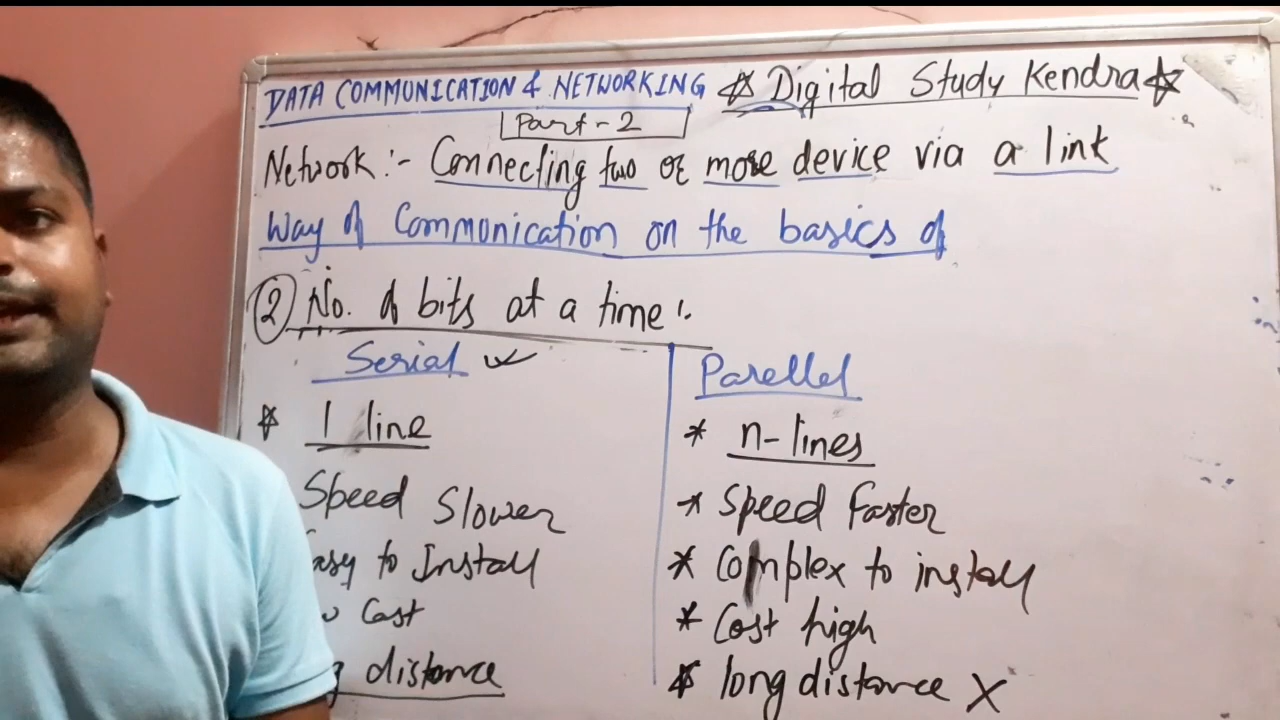 DATA COMMUNICATION & NETWORKING ☆ Digital Study Kendra ☆
Part-2
Network :- Connecting two or more device via a link
Way of Communication on the basics of
② No. of bits at a time :.
Serial ✓
* 1 line
Speed Slower
asy to Install
Cost
distance
Parellel
* n-lines
* Speed Faster
* Complex to install
* Cost high
* long distance X